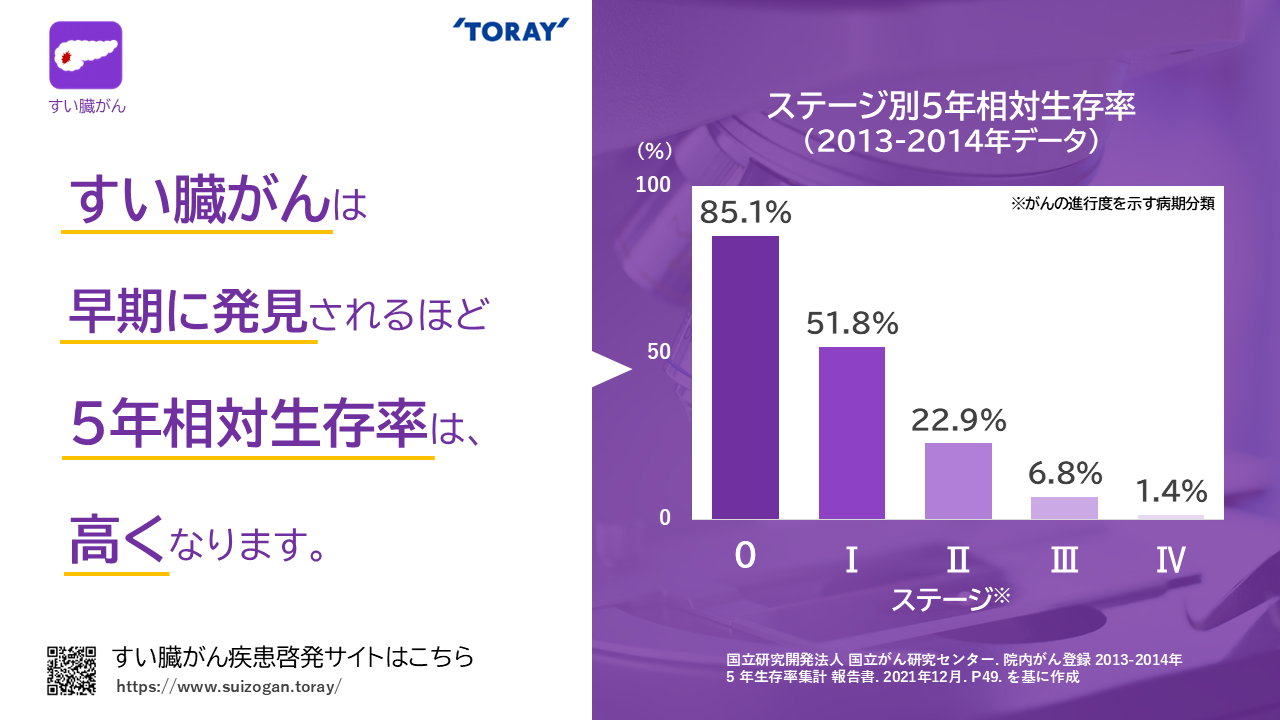 すい臓がん
'TORAY'
すい臓がんは
早期に発見されるほど
5年相対生存率は、
高くなります。
すい臓がん疾患啓発サイトはこちら
https://www.suizogan.toray/
ステージ別5年相対生存率
（2013-2014年データ）
（%）
100
50
0
※がんの進行度を示す病期分類
85.1%
51.8%
22.9%
6.8%
1.4%
0 Ⅰ Ⅱ Ⅲ Ⅳ
ステージ※
国立研究開発法人 国立がん研究センター. 院内がん登録 2013-2014年
5 年生存率集計 報告書. 2021年12月. P49. を基に作成